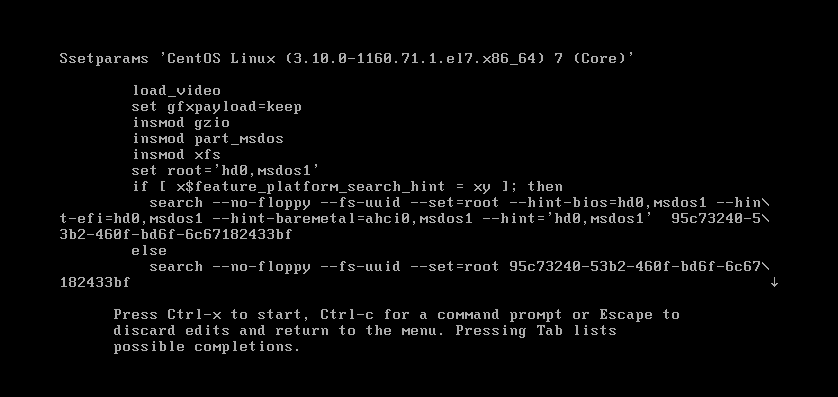 Ssetparams 'CentOS Linux (3.10.0-1160.71.1.el7.x86_64) 7 (Core)'
load_video
set gfxpayload=keep
insmod gzio
insmod part_msdos
insmod xfs
set root='hd0,msdos1'
if [ x$feature_platform_search_hint = xy ]; then
search --no-floppy --fs-uuid --set=root --hint-bios=hd0,msdos1 --hin\
t-efi=hd0,msdos1 --hint-baremetal=ahci0,msdos1 --hint='hd0,msdos1'  95c73240-5\
3b2-460f-bd6f-6c67182433bf
else
search --no-floppy --fs-uuid --set=root 95c73240-53b2-460f-bd6f-6c67\
182433bf ↓
Press Ctrl-x to start, Ctrl-c for a command prompt or Escape to
discard edits and return to the menu. Pressing Tab lists
possible completions.